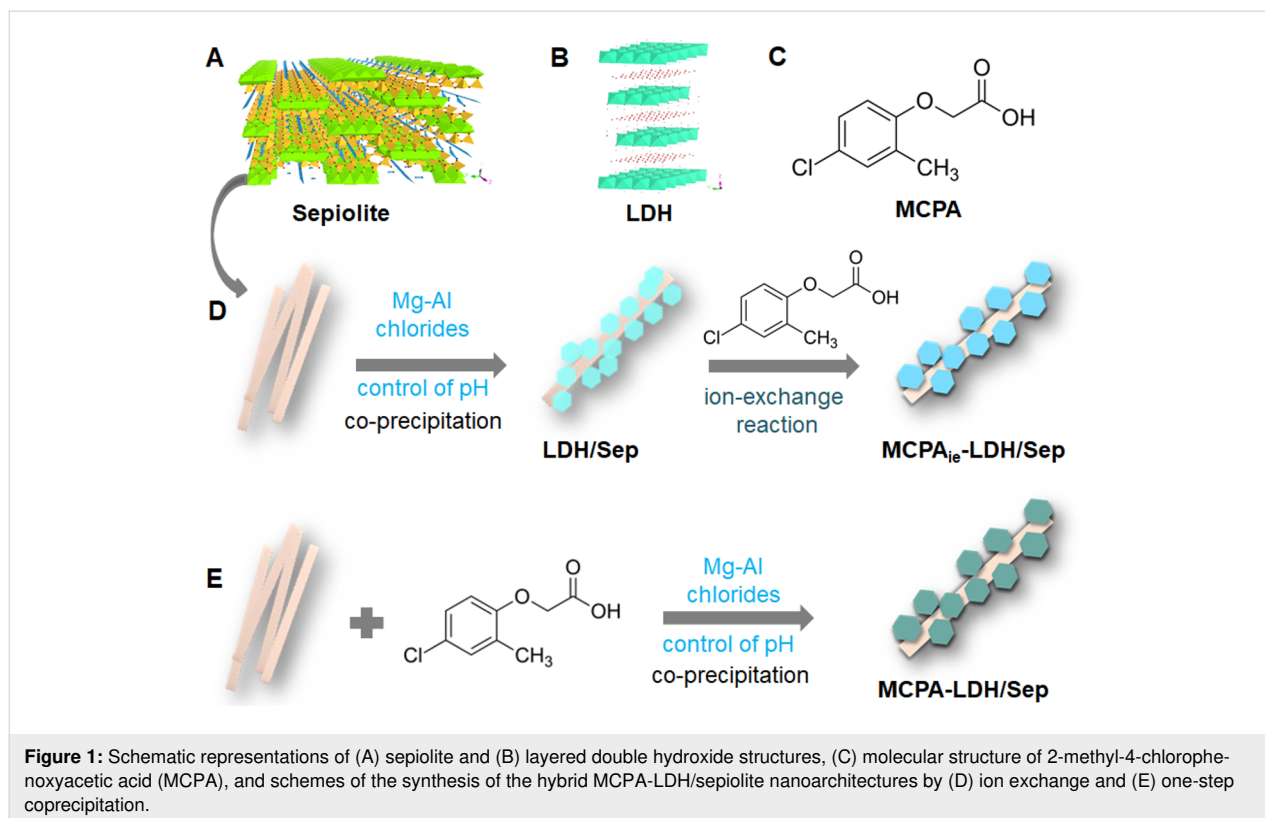 A
B
C
O
O
OH
Cl
CH3
Sepiolite
LDH
MCPA
D
Mg-Al
chlorides
control of pH
co-precipitation
LDH/Sep
O
O
OH
Cl
CH3
ion-exchange
reaction
MCPAie-LDH/Sep
E
O
O
OH
Cl
CH3
Mg-Al
chlorides
control of pH
co-precipitation
MCPA-LDH/Sep
Figure 1: Schematic representations of (A) sepiolite and (B) layered double hydroxide structures, (C) molecular structure of 2-methyl-4-chlorophe-
noxyacetic acid (MCPA), and schemes of the synthesis of the hybrid MCPA-LDH/sepiolite nanoarchitectures by (D) ion exchange and (E) one-step
coprecipitation.